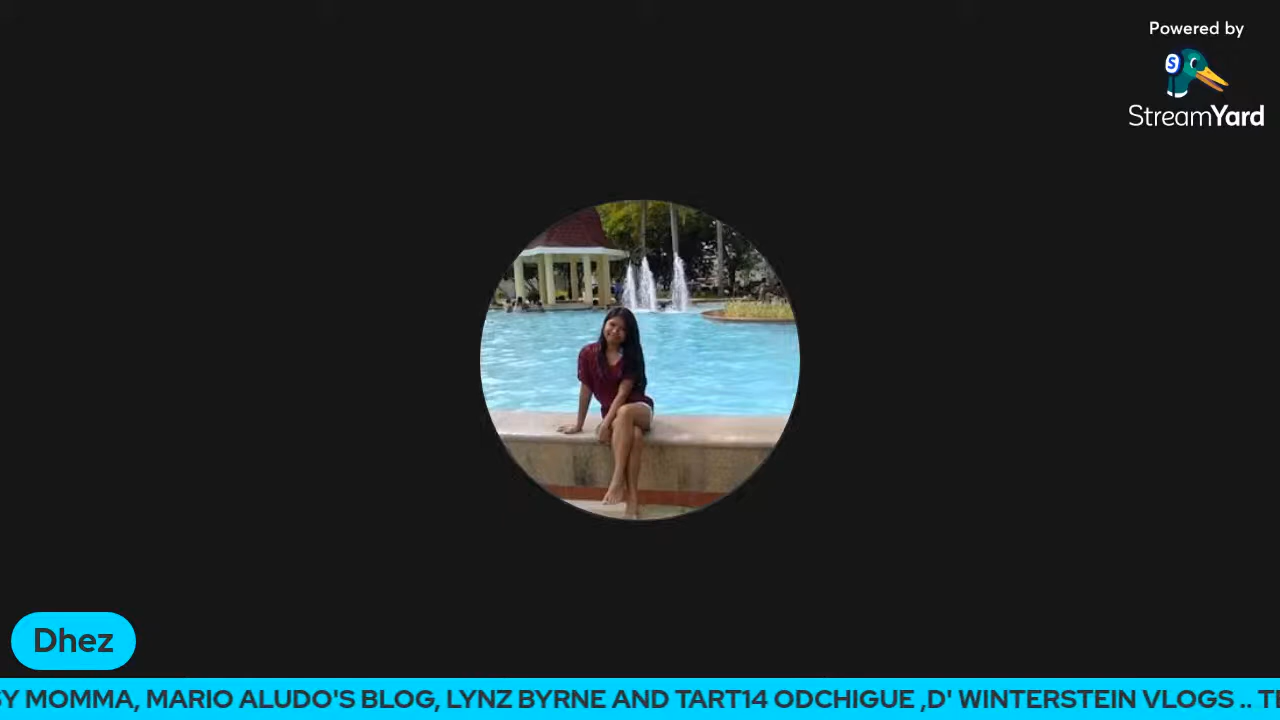 Powered by
S
StreamYard
Dhez
MOMMA, MARIO ALUDO'S BLOG, LYNZ BYRNE AND TART14 ODCHIGUE ,D' WINTERSTEIN VLOGS ..